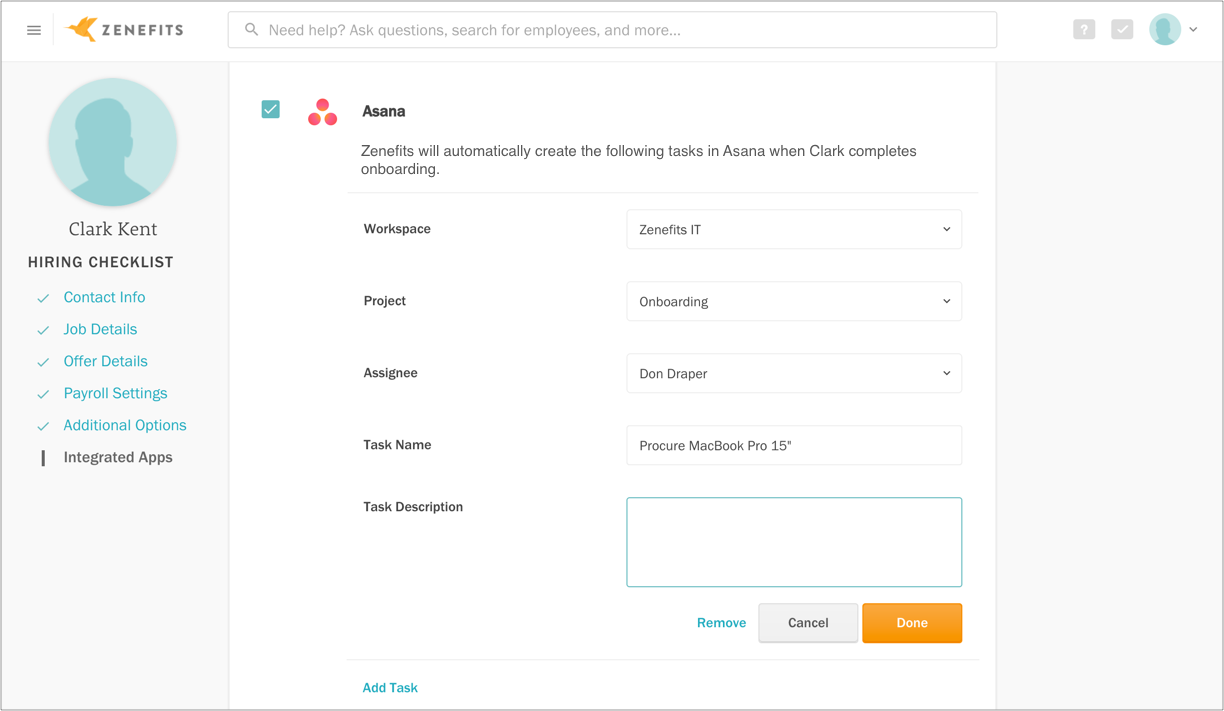 ZENEFITS
Need help? Ask questions, search for employees, and more...
?
Clark Kent
HIRING CHECKLIST
Contact Info
Job Details
Offer Details
Payroll Settings
Additional Options
Integrated Apps
Asana
Zenefits will automatically create the following tasks in Asana when Clark completes
onboarding.
Workspace
Zenefits IT
Project
Onboarding
Assignee
Don Draper
Task Name
Procure MacBook Pro 15"
Task Description
Remove
Cancel
Done
Add Task